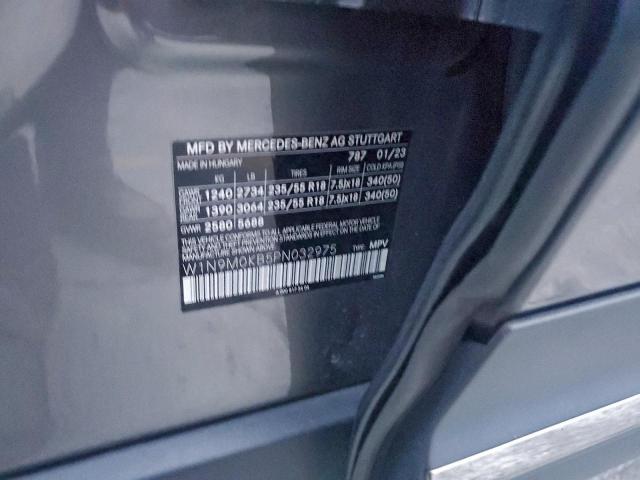 MFD BY MERCEDES-BENZ AG STUTTGART
MADE IN HUNGARY 787 01/23
KG LB TIRES RIM SIZE COLD KPA(PSI)
GAWR FRONT 1240 2734 235/55 R18 7.5Jx18 340(50)
GAWR REAR 1390 3064 235/55 R18 7.5Jx18 340(50)
GVWR 2580 5688
THIS VEHICLE CONFORMS TO ALL APPLICABLE FEDERAL MOTOR VEHICLE
SAFETY AND THEFT PREVENTION STANDARDS IN EFFECT ON THE DATE OF
MANUFACTURE SHOWN ABOVE.
W1N9M0KB5PN032975 TYPE: MPV